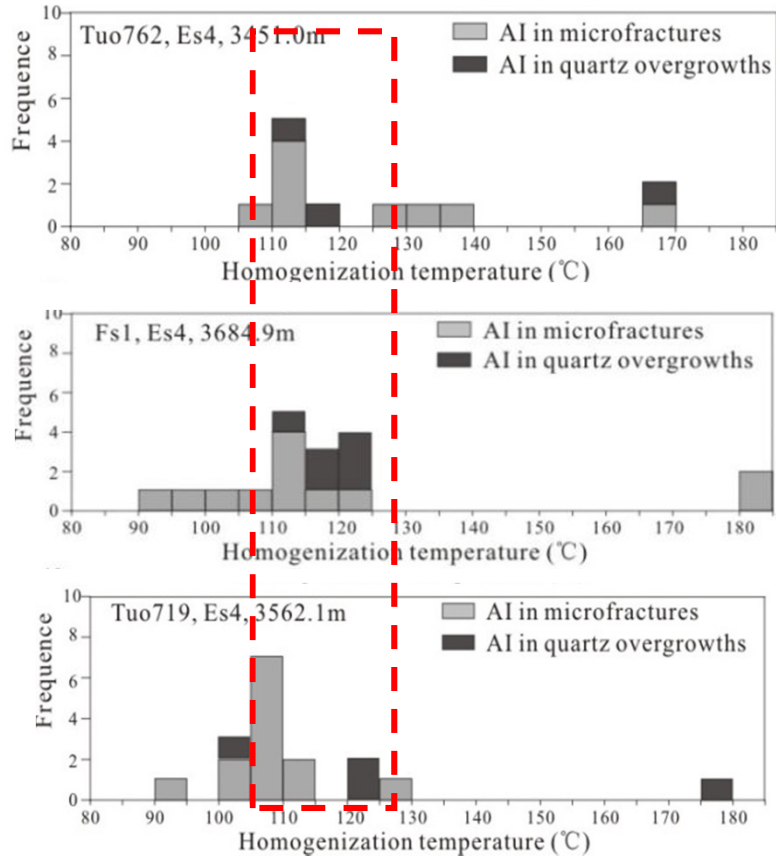 Tuo762, Es4, 3451.0m
AI in microfractures
AI in quartz overgrowths
Frequence
10
8
6
4
2
0
80 90 100 110 120 130 140 150 160 170 180
Homogenization temperature (℃)
Fs1, Es4, 3684.9m
AI in microfractures
AI in quartz overgrowths
Frequence
10
8
6
4
2
0
80 90 100 110 120 130 140 150 160 170 180
Homogenization temperature (℃)
Tuo719, Es4, 3562.1m
AI in microfractures
AI in quartz overgrowths
Frequence
10
8
6
4
2
0
80 90 100 110 120 130 140 150 160 170 180
Homogenization temperature (℃)